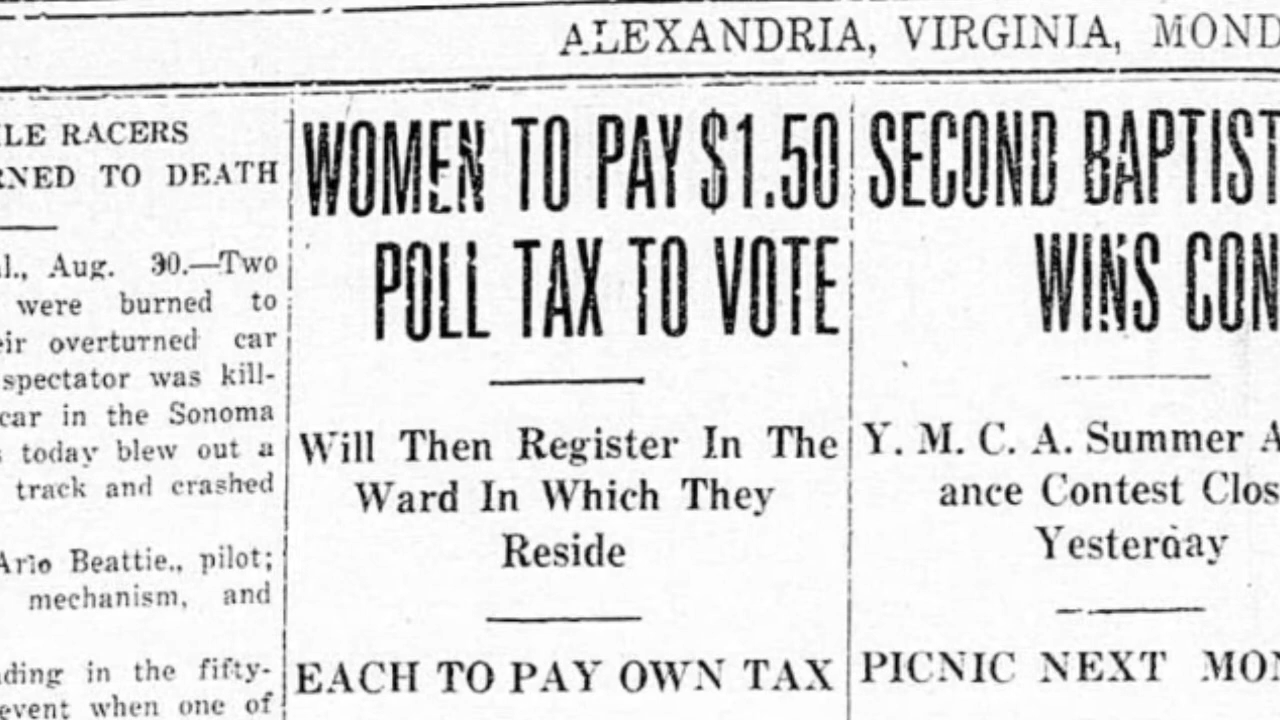 ALEXANDRIA, VIRGINIA, MOND
LE RACERS
RNED TO DEATH
l., Aug. 30.—Two
were burned to
eir overturned car
spectator was kill-
car in the Sonoma
s today blew out a
track and crashed
Arlo Beattie., pilot;
mechanism, and
ding in the fifty-
event when one of
WOMEN TO PAY $1.50
POLL TAX TO VOTE
Will Then Register In The
Ward In Which They
Reside
EACH TO PAY OWN TAX
SECOND BAPTIST
WINS CON
Y. M. C. A. Summer A
ance Contest Clos
Yesterday
PICNIC NEXT MON